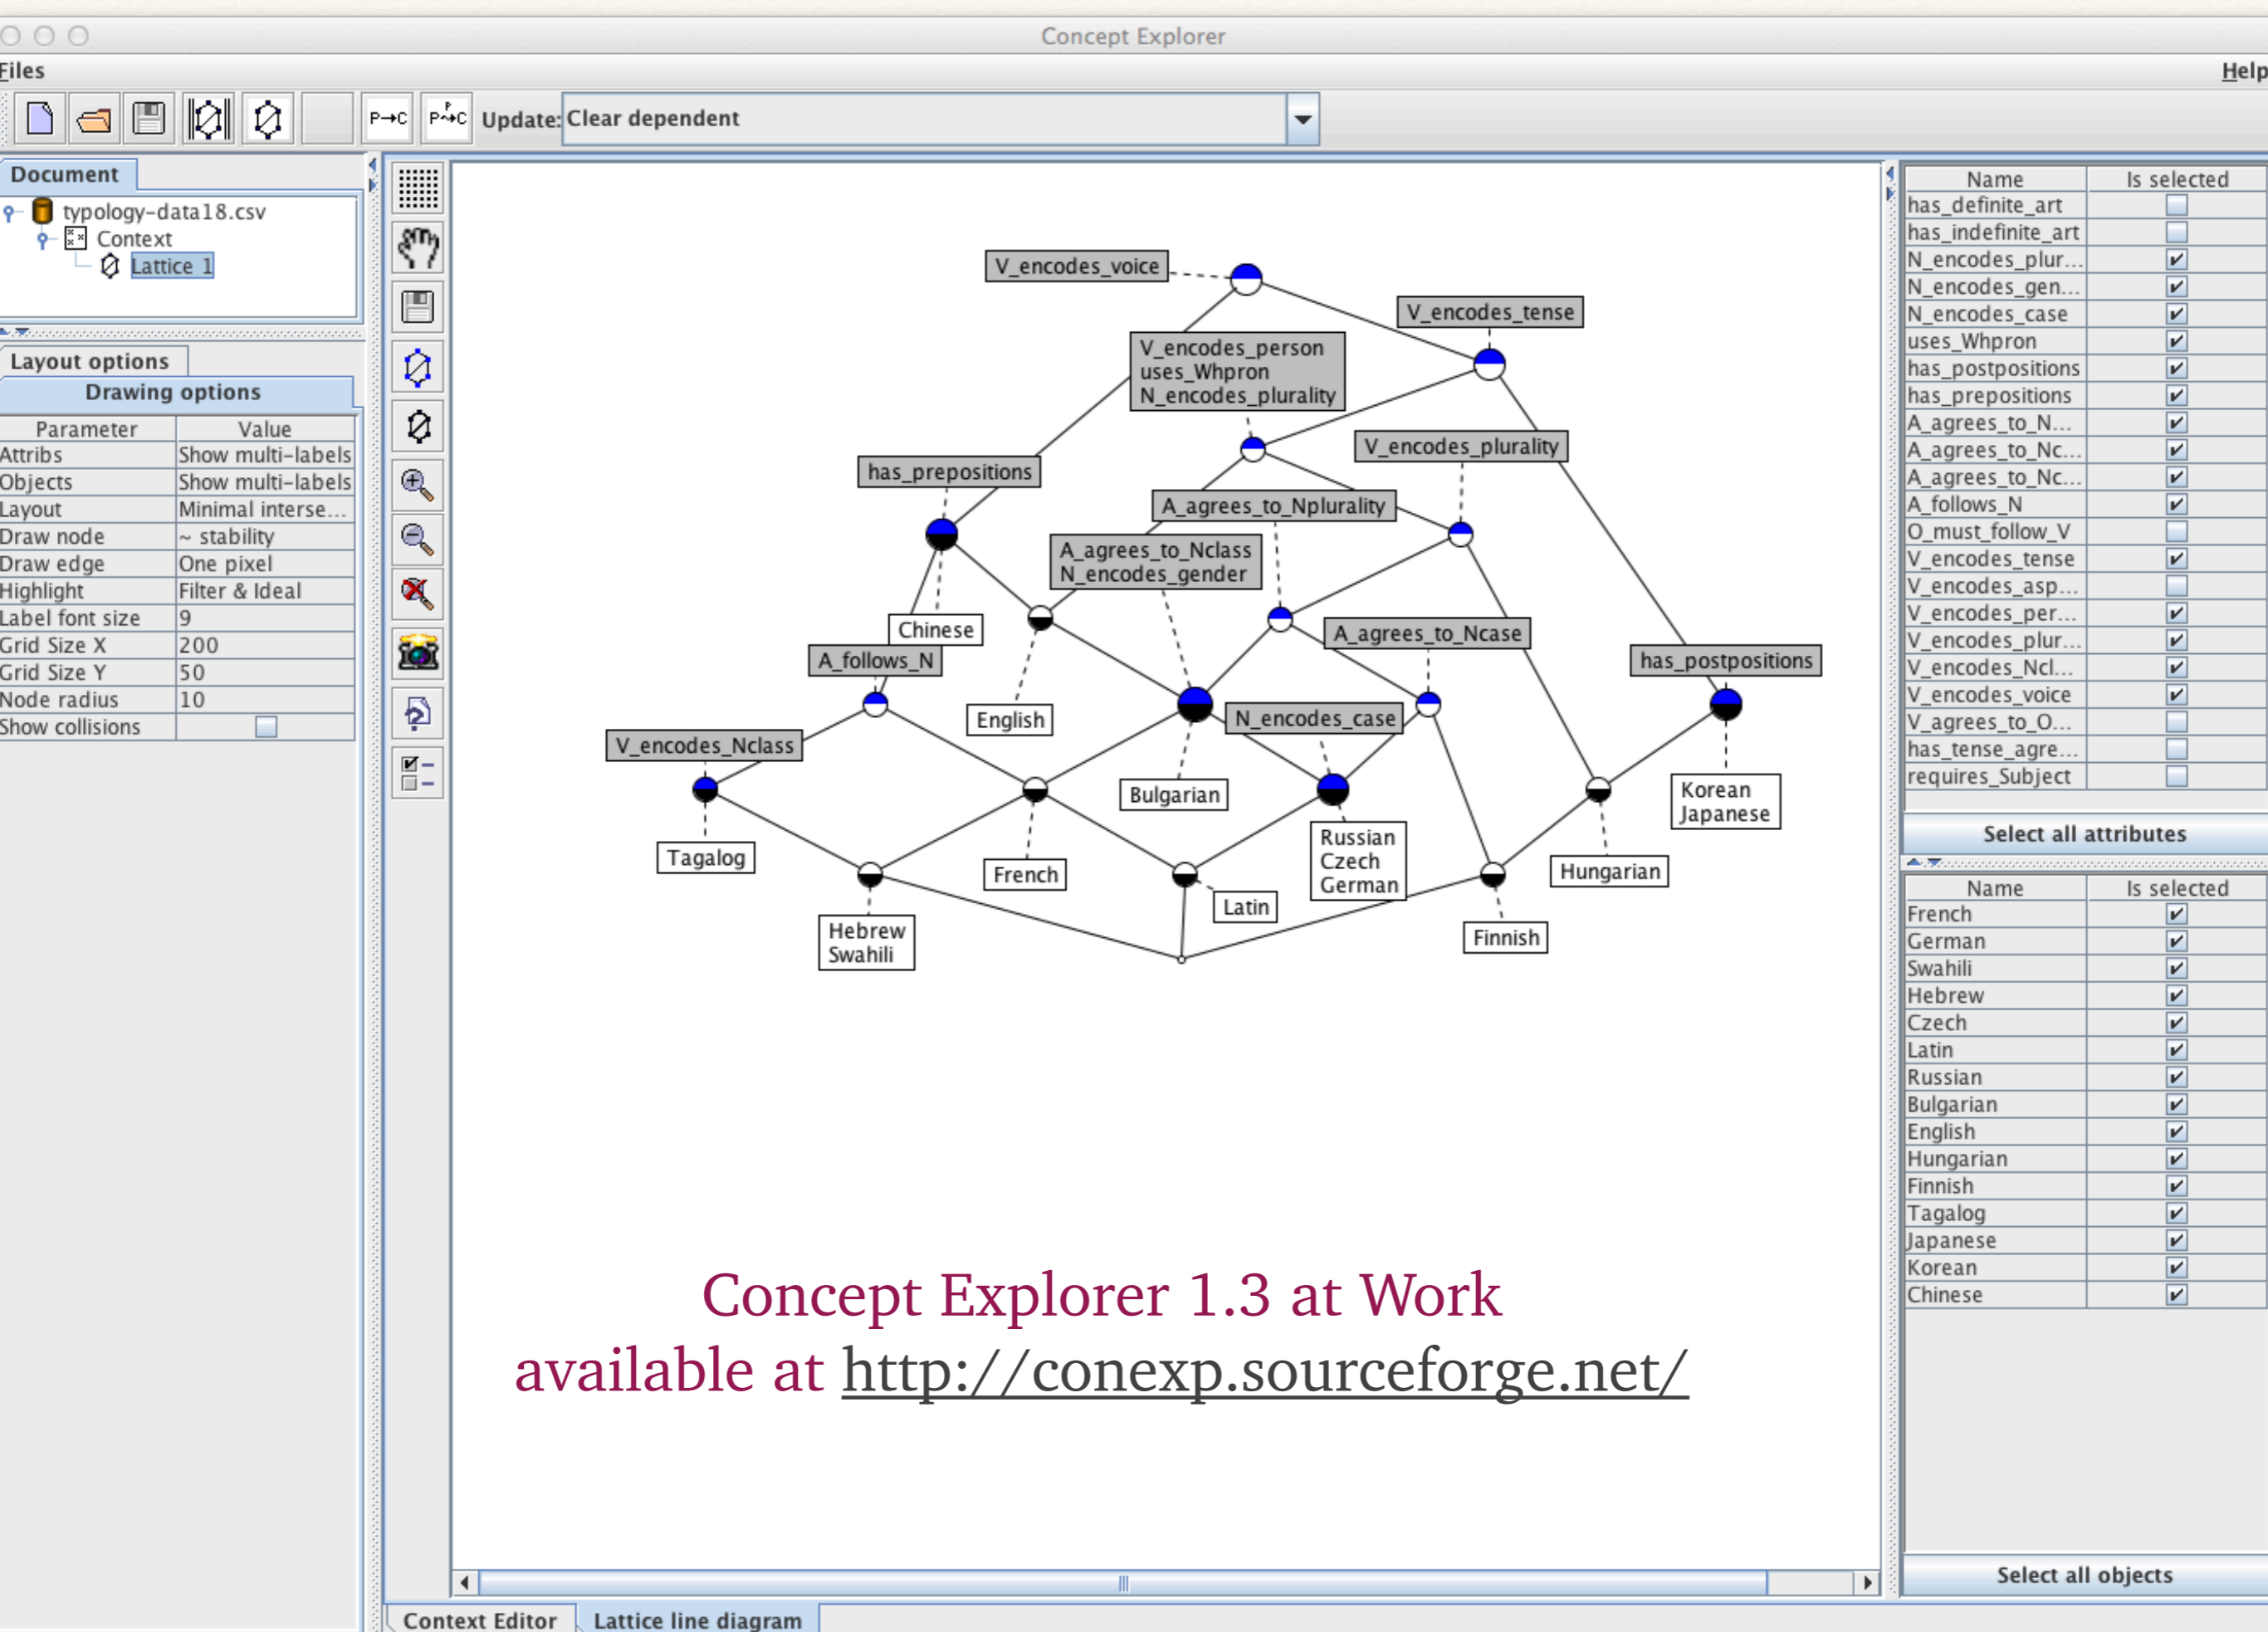 Concept Explorer
Files
Help
P→C
P
P↝C
Update:
Clear dependent
Document
typology-data18.csv
Context
Lattice 1
Layout options
Drawing options
Parameter Value
Attribs Show multi-labels
Objects Show multi-labels
Layout Minimal interse...
Draw node ~ stability
Draw edge One pixel
Highlight Filter & Ideal
Label font size 9
Grid Size X 200
Grid Size Y 50
Node radius 10
Show collisions
V_encodes_voice
V_encodes_tense
V_encodes_person
uses_Whpron
N_encodes_plurality
V_encodes_plurality
has_prepositions
A_agrees_to_Nplurality
A_agrees_to_Nclass
N_encodes_gender
Chinese
A_agrees_to_Ncase
A_follows_N
has_postpositions
English
N_encodes_case
V_encodes_Nclass
Bulgarian
Korean
Japanese
Tagalog
French
Russian
Czech
German
Hungarian
Latin
Hebrew
Swahili
Finnish
Concept Explorer 1.3 at Work
available at http://conexp.sourceforge.net/
Context Editor
Lattice line diagram
Name Is selected
has_definite_art
has_indefinite_art
N_encodes_plur...
N_encodes_gen...
N_encodes_case
uses_Whpron
has_postpositions
has_prepositions
A_agrees_to_N...
A_agrees_to_Nc...
A_agrees_to_Nc...
A_follows_N
O_must_follow_V
V_encodes_tense
V_encodes_asp...
V_encodes_per...
V_encodes_plur...
V_encodes_Ncl...
V_encodes_voice
V_agrees_to_O...
has_tense_agre...
requires_Subject
Select all attributes
Name Is selected
French
German
Swahili
Hebrew
Czech
Latin
Russian
Bulgarian
English
Hungarian
Finnish
Tagalog
Japanese
Korean
Chinese
Select all objects